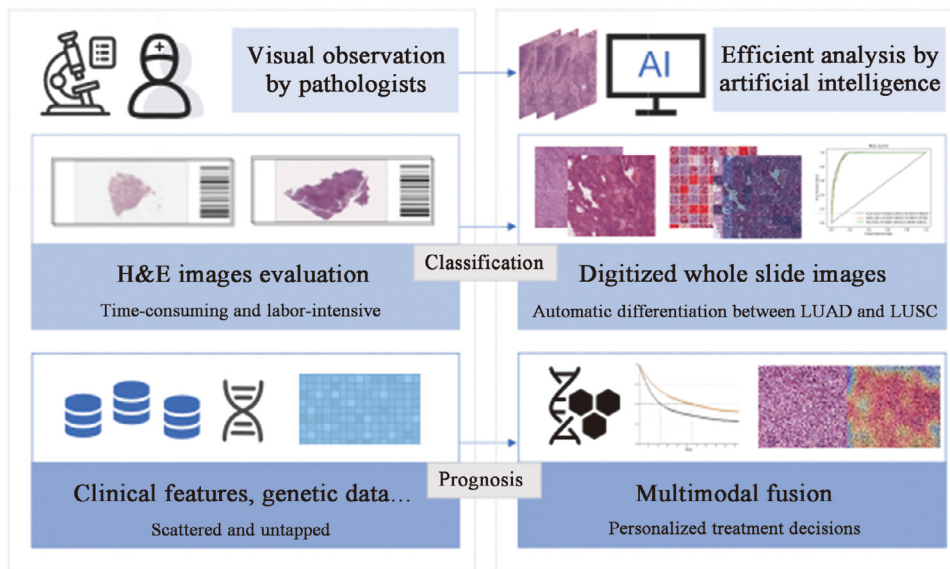 Visual observation
by pathologists
AI
Efficient analysis by
artificial intelligence
H&E images evaluation
Time-consuming and labor-intensive
Classification
Digitized whole slide images
Automatic differentiation between LUAD and LUSC
Clinical features, genetic data...
Scattered and untapped
Prognosis
Multimodal fusion
Personalized treatment decisions